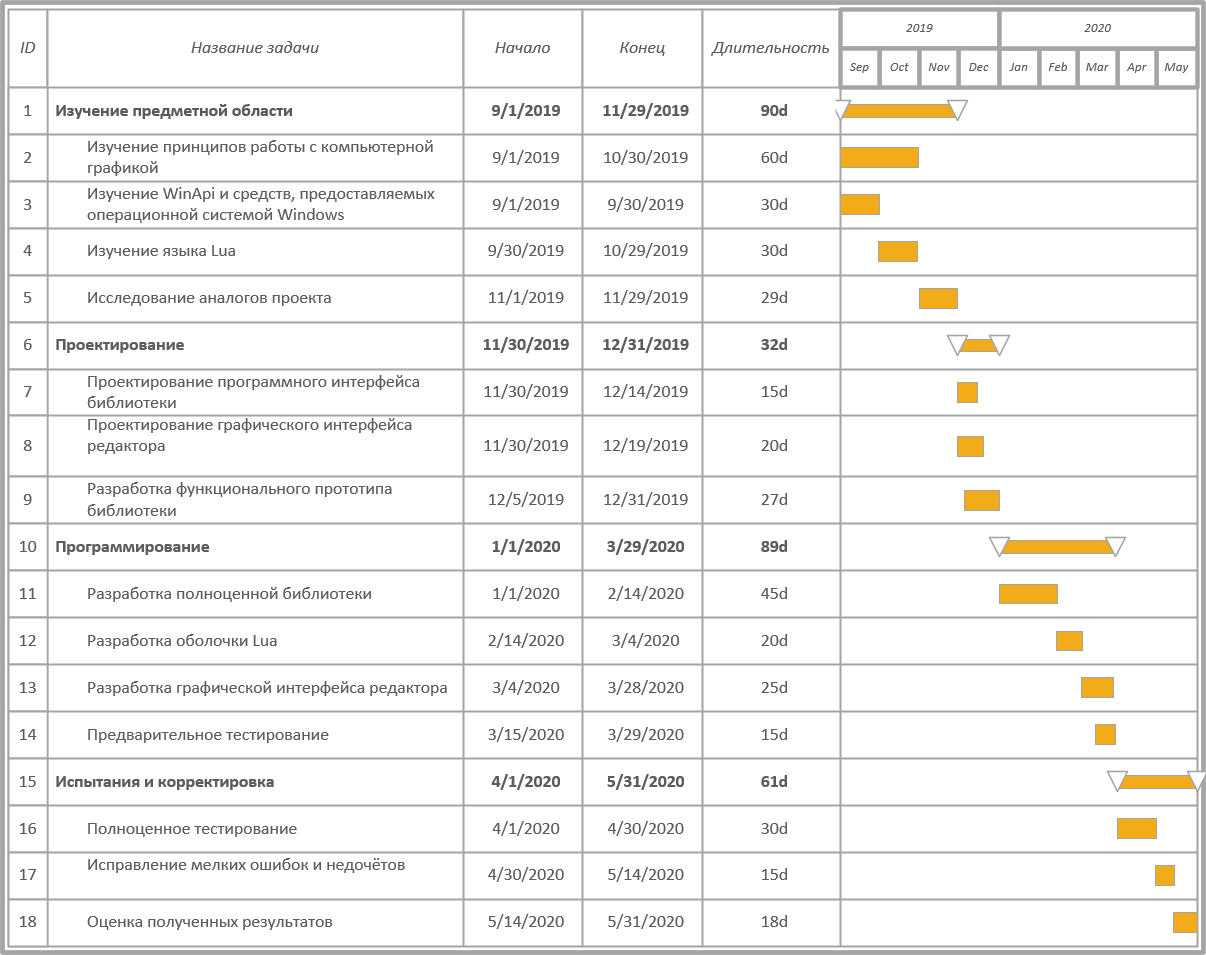 ID Название задачи Начало Конец Длительность 2019 2020
Sep Oct Nov Dec Jan Feb Mar Apr May
1 Изучение предметной области 9/1/2019 11/29/2019 90d
2 Изучение принципов работы с компьютерной
графикой 9/1/2019 10/30/2019 60d
3 Изучение WinApi и средств, предоставляемых
операционной системой Windows 9/1/2019 9/30/2019 30d
4 Изучение языка Lua 9/30/2019 10/29/2019 30d
5 Исследование аналогов проекта 11/1/2019 11/29/2019 29d
6 Проектирование 11/30/2019 12/31/2019 32d
7 Проектирование программного интерфейса
библиотеки 11/30/2019 12/14/2019 15d
8 Проектирование графического интерфейса
редактора 11/30/2019 12/19/2019 20d
9 Разработка функционального прототипа
библиотеки 12/5/2019 12/31/2019 27d
10 Программирование 1/1/2020 3/29/2020 89d
11 Разработка полноценной библиотеки 1/1/2020 2/14/2020 45d
12 Разработка оболочки Lua 2/14/2020 3/4/2020 20d
13 Разработка графической интерфейса редактора 3/4/2020 3/28/2020 25d
14 Предварительное тестирование 3/15/2020 3/29/2020 15d
15 Испытания и корректировка 4/1/2020 5/31/2020 61d
16 Полноценное тестирование 4/1/2020 4/30/2020 30d
17 Исправление мелких ошибок и недочётов 4/30/2020 5/14/2020 15d
18 Оценка полученных результатов 5/14/2020 5/31/2020 18d